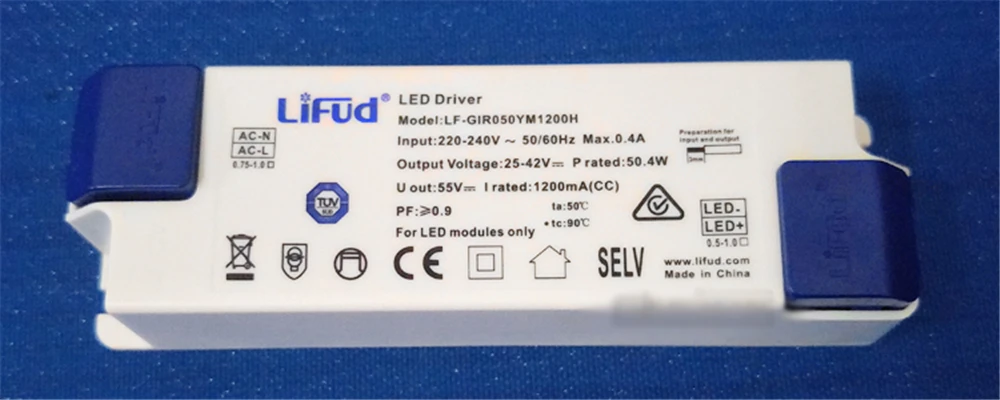 LiFud®
LED Driver
Model:LF-GIR050YM1200H
Input:220-240V ~ 50/60Hz Max.0.4A
Output Voltage:25-42V⎓ P rated:50.4W
U out:55V⎓ I rated:1200mA(CC)
PF:⩾0.9
ta:50℃
•tc:90℃
For LED modules only
AC-N
AC-L
0.75-1.0□
TUV
Preparation for
input and output
LED-
LED+
0.5-1.0□
CE
SELV
www.lifud.com
Made in China
LiFud